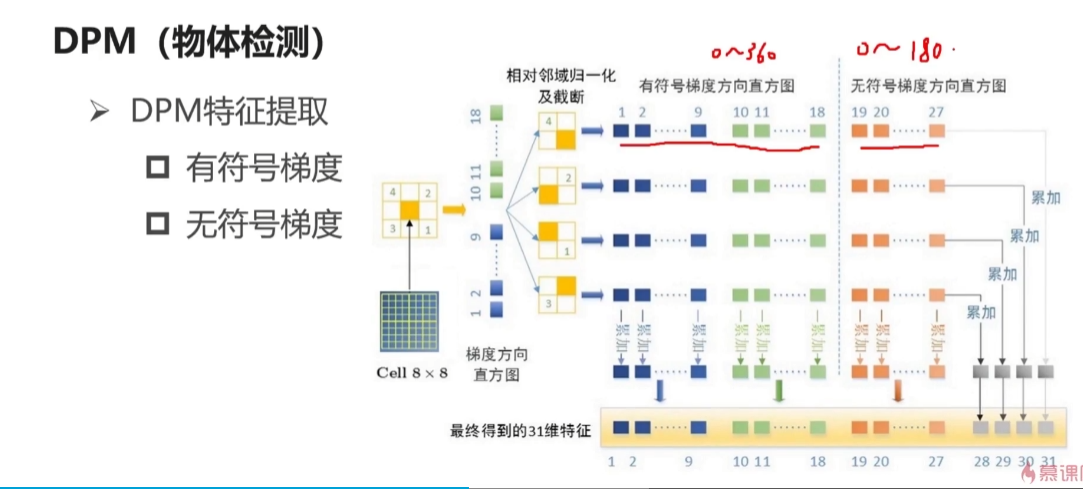 DPM（物体检测）
➢ DPM特征提取
有符号梯度
无符号梯度
0～360
0～180
相对邻域归一化
及截断
有符号梯度方向直方图
无符号梯度方向直方图
1 2 9 10 11 18 19 20 27
18
11
10
9
2
1
4 2
3 1
4
2
1
3
累加
累加
累加
累加
累加 累加 累加 累加 累加 累加 累加 累加 累加
Cell 8×8
梯度方向
直方图
最终得到的31维特征
1 2 9 10 11 18 19 20 27 28 29 30 31